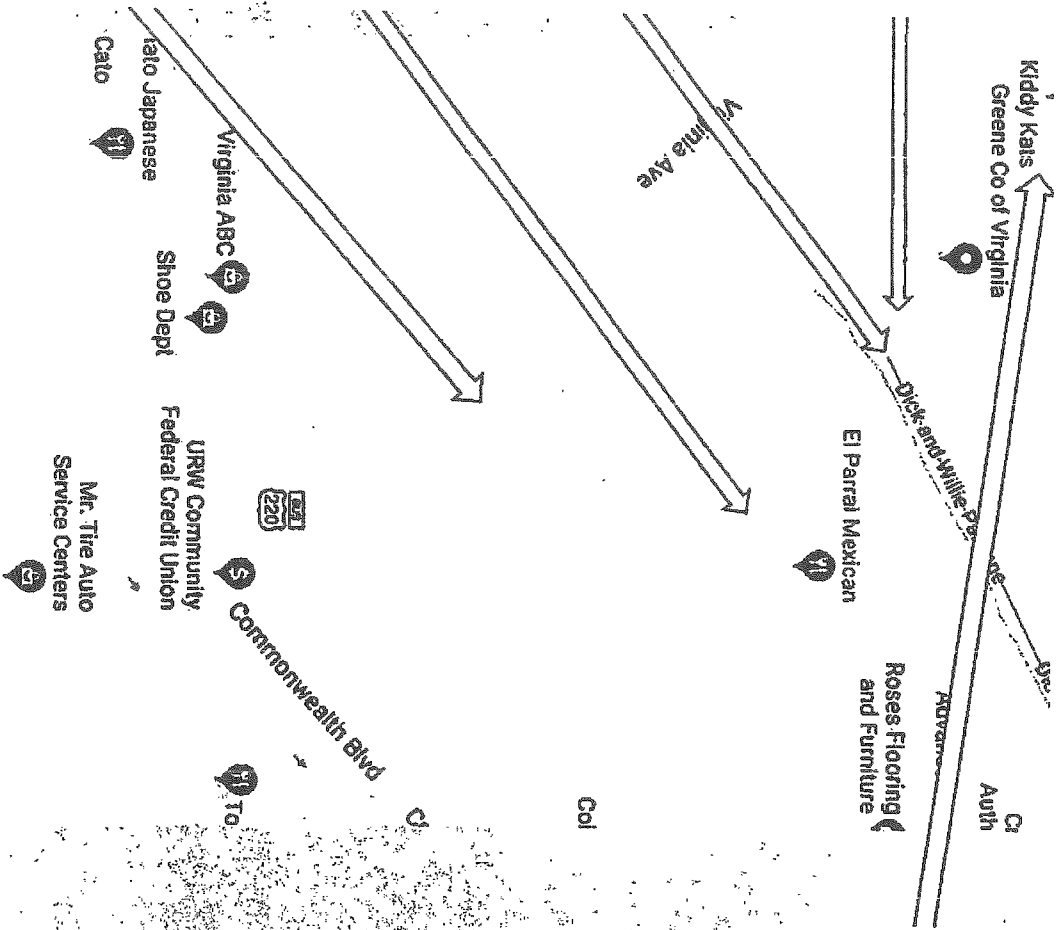 Kiddy Kats
Greene Co of Virginia
Auth
Dick and Willie
Roses Flooring
and Furniture
El Parral Mexican
Virginia Ave
Col
Commonwealth Blvd
BUS
220
Virginia ABC
To
URW Community
Federal Credit Union
Shoe Dept
Japanese
Cato
Mr. Tire Auto
Service Centers